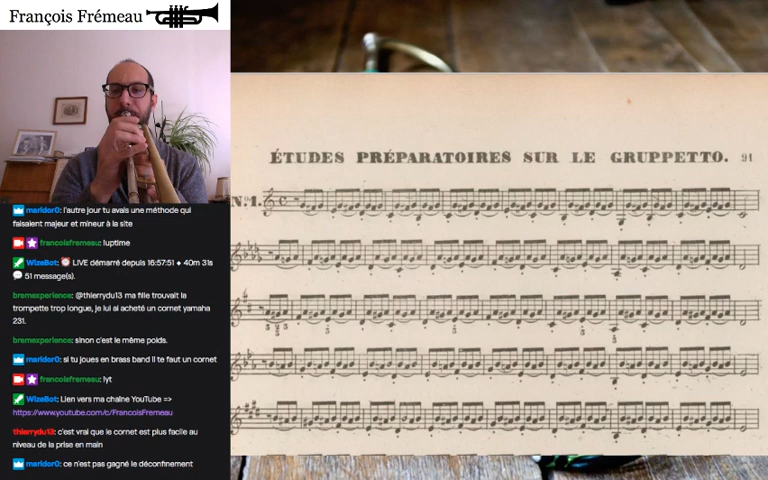 François Frémeau
maridor0: l'autre jour tu avais une méthode qui
faisaient majeur et mineur à la site
francoisfremeau: !uptime
WizeBot: LIVE démarré depuis 16:57:51 ♦ 40m 31s
51 message(s).
bremexperience: @thierrydu13 ma fille trouvait la
trompette trop longue, je lui ai acheté un cornet yamaha
231.
bremexperience: sinon c'est le même poids.
maridor0: si tu joues en brass band il te faut un cornet
francoisfremeau: !yt
WizeBot: Lien vers ma chaîne YouTube =>
https://www.youtube.com/c/FrancoisFremeau
thierrydu13: c'est vrai que le cornet est plus facile au
niveau de la prise en main
maridor0: ce n'est pas gagné le déconfinement
ÉTUDES PRÉPARATOIRES SUR LE GRUPPETTO. 91
Nº1.